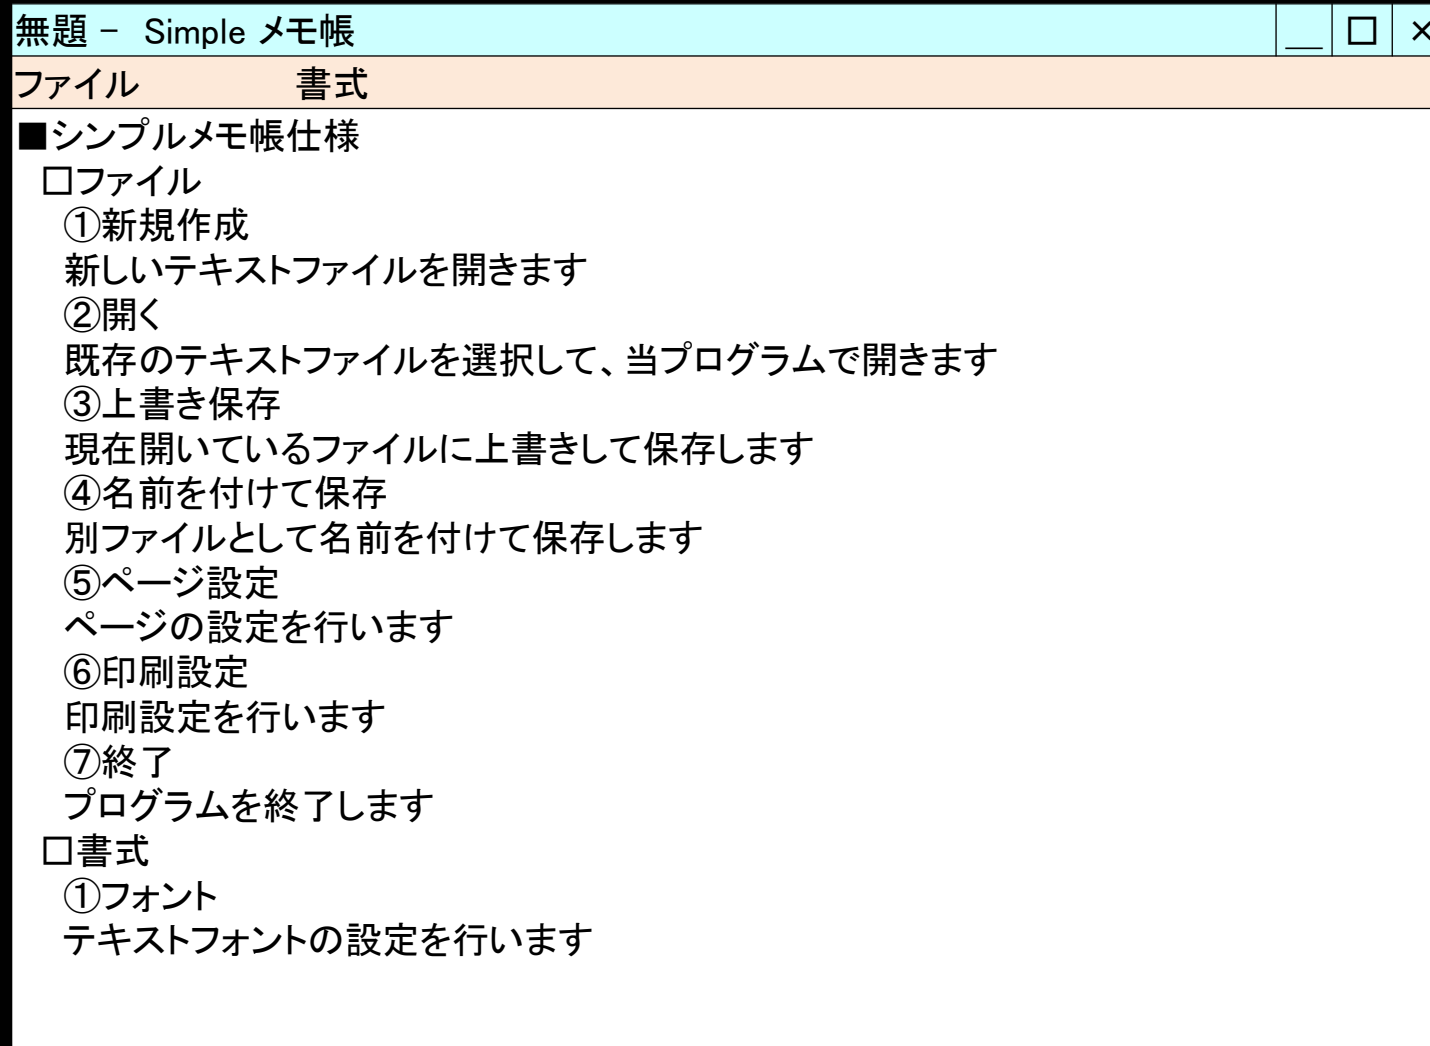 無題 － Simple メモ帳 ＿ □ ×
ファイル 書式
■シンプルメモ帳仕様
□ファイル
①新規作成
新しいテキストファイルを開きます
②開く
既存のテキストファイルを選択して、当プログラムで開きます
③上書き保存
現在開いているファイルに上書きして保存します
④名前を付けて保存
別ファイルとして名前を付けて保存します
⑤ページ設定
ページの設定を行います
⑥印刷設定
印刷設定を行います
⑦終了
プログラムを終了します
□書式
①フォント
テキストフォントの設定を行います